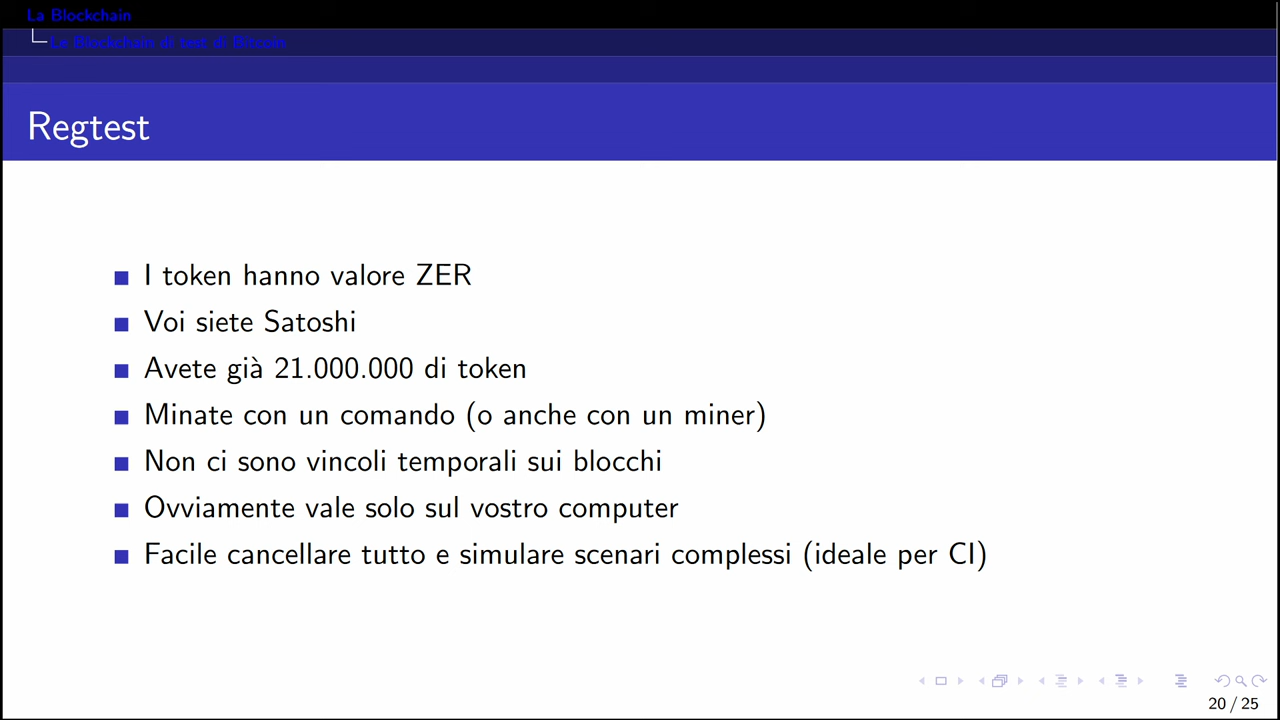 La Blockchain
Le Blockchain di test di Bitcoin
Regtest
I token hanno valore ZER
Voi siete Satoshi
Avete già 21.000.000 di token
Minate con un comando (o anche con un miner)
Non ci sono vincoli temporali sui blocchi
Ovviamente vale solo sul vostro computer
Facile cancellare tutto e simulare scenari complessi (ideale per CI)
20 / 25